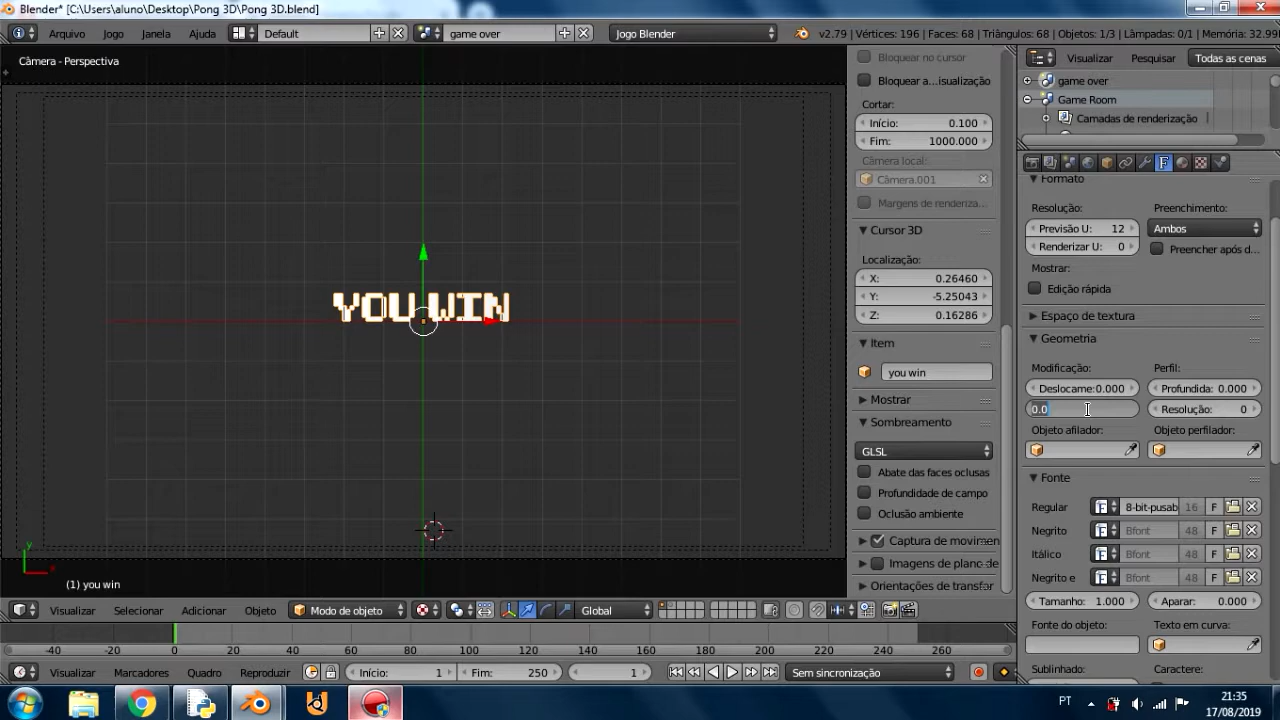 Blender* [C:\Users\aluno\Desktop\Pong 3D\Pong 3D.blend]
Arquivo Jogo Janela Ajuda Default game over Jogo Blender v2.79 | Vértices: 196 | Faces: 68 | Triângulos: 68 | Objetos: 1/3 | Lâmpadas: 0/1 | Memória: 32.99
Câmera - Perspectiva
YOU WIN
(1) you win
y
x
Bloquear no cursor
Bloquear a...isualização
Cortar:
Início: 0.100
Fim: 1000.000
Câmera local:
Câmera.001
Margens de renderiza...
Cursor 3D
Localização:
X: 0.26460
Y: -5.25043
Z: 0.16286
Item
you win
Mostrar
Sombreamento
GLSL
Abate das faces oclusas
Profundidade de campo
Oclusão ambiente
Captura de movimen
Imagens de plano de
Orientações de transfor
Visualizar Pesquisar Todas as cenas
game over
Game Room
Camadas de renderização
Formato
Resolução: Preenchimento:
Previsão U: 12 Ambos
Renderizar U: 0 Preencher após d...
Mostrar:
Edição rápida
Espaço de textura
Geometria
Modificação: Perfil:
Deslocame: 0.000 Profundida: 0.000
0.0 Resolução: 0
Objeto afilador: Objeto perfilador:
Fonte
Regular 8-bit-pusab 16 F
Negrito Bfont 48 F
Itálico Bfont 48 F
Negrito e Bfont 48 F
Tamanho: 1.000 Aparar: 0.000
Fonte do objeto: Texto em curva:
Sublinhado: Caractere:
Visualizar Selecionar Adicionar Objeto Modo de objeto Global
-40 -20 0 20 40 60 80 100 120 140 160 180 200 220 240 260
Visualizar Marcadores Quadro Reproduzir Início: 1 Fim: 250 1 Sem sincronização
PT
21:35
17/08/2019